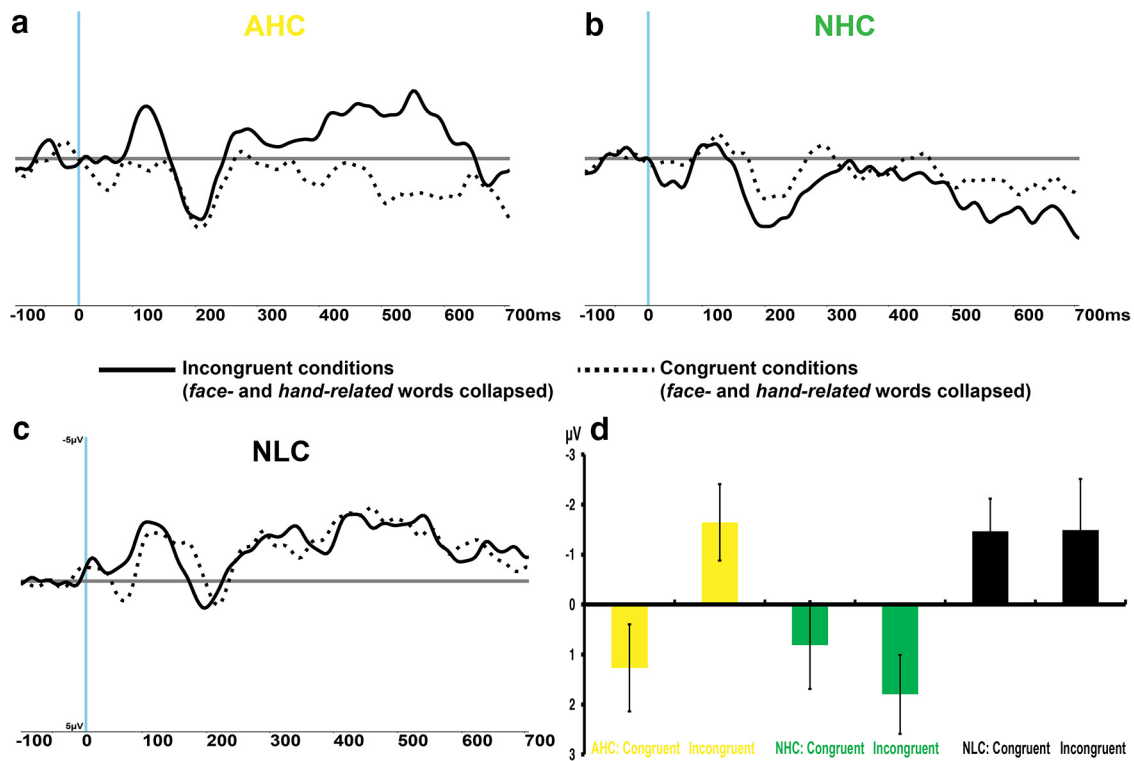 a
AHC
b
NHC
-100 0 100 200 300 400 500 600 700ms
-100 0 100 200 300 400 500 600 700ms
Incongruent conditions
(face- and hand-related words collapsed)
Congruent conditions
(face- and hand-related words collapsed)
c
NLC
-5µV
5µV
-100 0 100 200 300 400 500 600 700
µV
d
-3
-2
-1
0
1
2
3
AHC: Congruent Incongruent NHC: Congruent Incongruent NLC: Congruent Incongruent